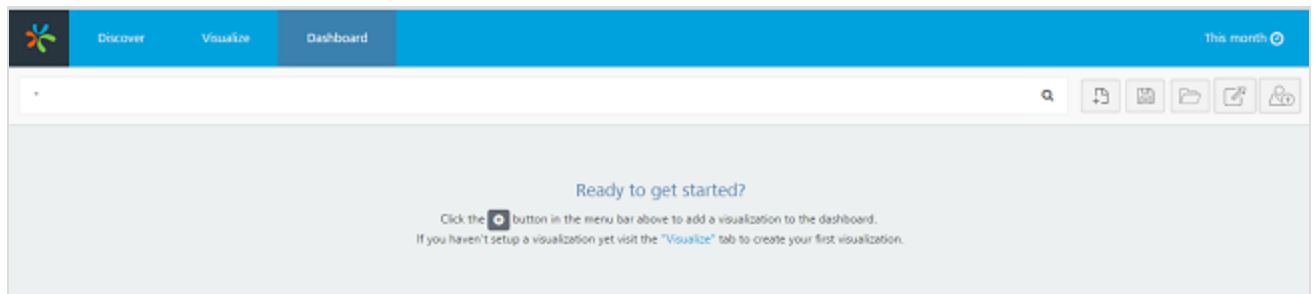 Discover Visualize Dashboard This month
*
Ready to get started?
Click the button in the menu bar above to add a visualization to the dashboard.
If you haven't setup a visualization yet visit the "Visualize" tab to create your first visualization.